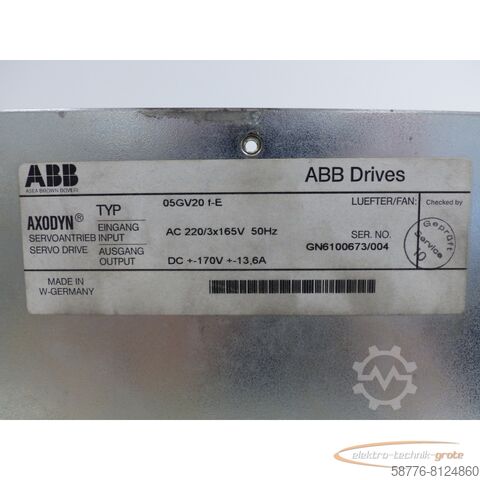 ABB
ASEA BROWN BOVERI
ABB Drives
AXODYN®
SERVOANTRIEB
SERVO DRIVE
TYP
05GV20 f-E
LUEFTER/FAN:
Checked by
EINGANG
INPUT
AC 220/3x165V 50Hz
SER. NO.
GN6100673/004
Geprüft
Service
10
AUSGANG
OUTPUT
DC +-170V +-13,6A
MADE IN
W-GERMANY
elektro-technik-grote
58776-8124860